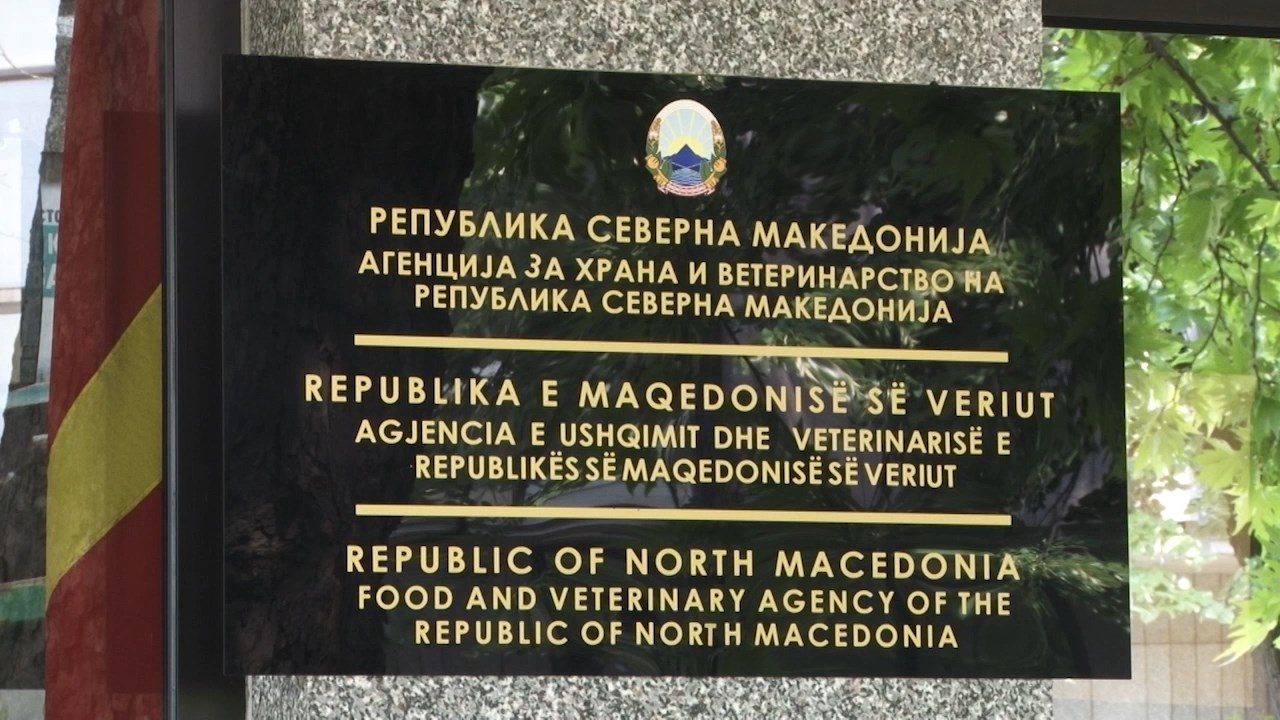 РЕПУБЛИКА СЕВЕРНА МАКЕДОНИЈА
АГЕНЦИЈА ЗА ХРАНА И ВЕТЕРИНАРСТВО НА
РЕПУБЛИКА СЕВЕРНА МАКЕДОНИЈА
REPUBLIKA E MAQEDONISË SË VERIUT
AGJENCIA E USHQIMIT DHE VETERINARISË E
REPUBLIKËS SË MAQEDONISË SË VERIUT
REPUBLIC OF NORTH MACEDONIA
FOOD AND VETERINARY AGENCY OF THE
REPUBLIC OF NORTH MACEDONIA